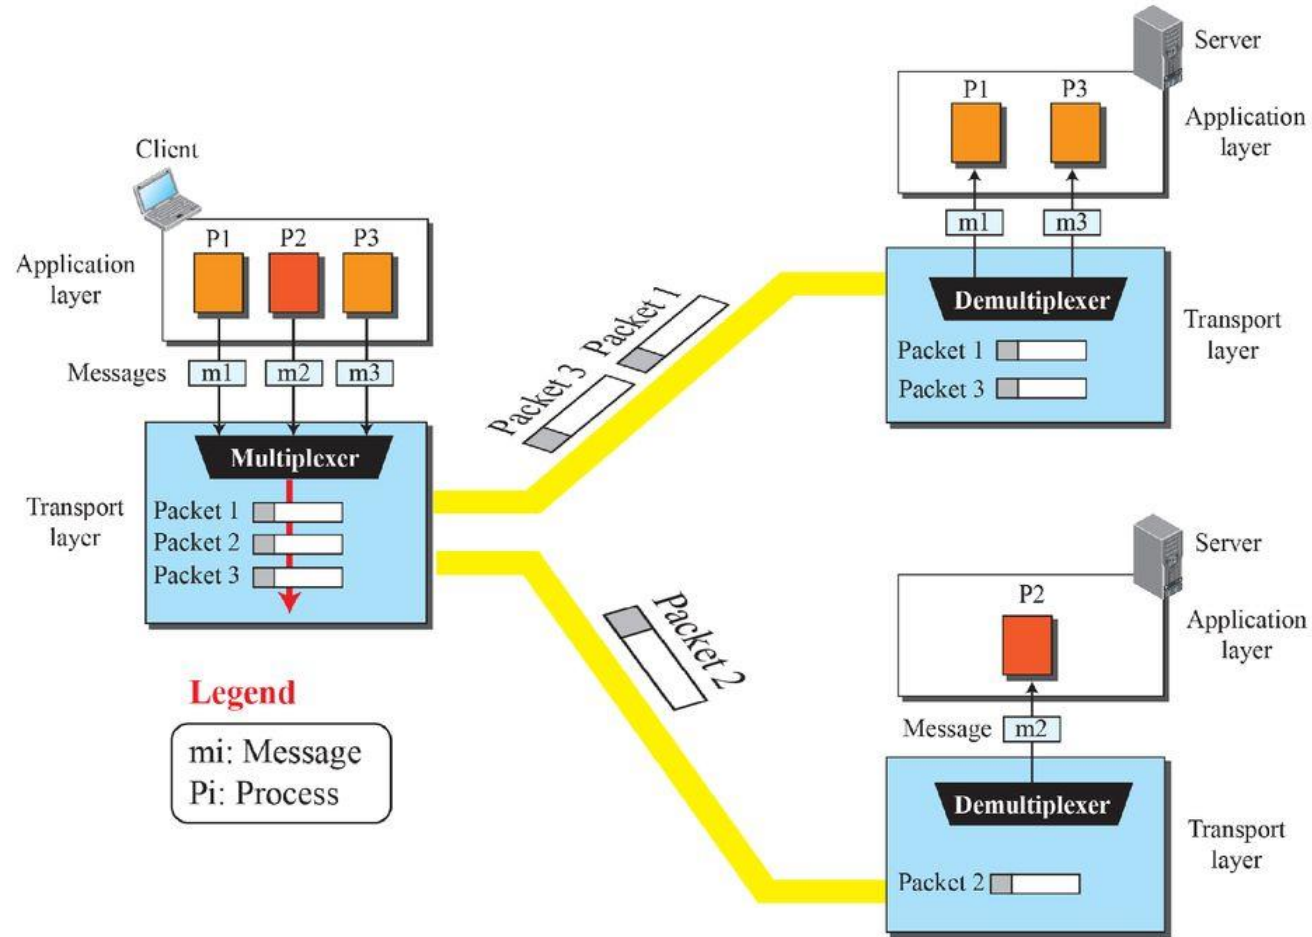 Client
Application
layer
P1
P2
P3
Messages
m1
m2
m3
Multiplexer
Transport
layer
Packet 1
Packet 2
Packet 3
Legend
mi: Message
Pi: Process
Packet 3
Packet 1
Packet 2
Server
P1
P3
Application
layer
m1
m3
Demultiplexer
Transport
layer
Packet 1
Packet 3
Server
P2
Application
layer
Message
m2
Demultiplexer
Transport
layer
Packet 2